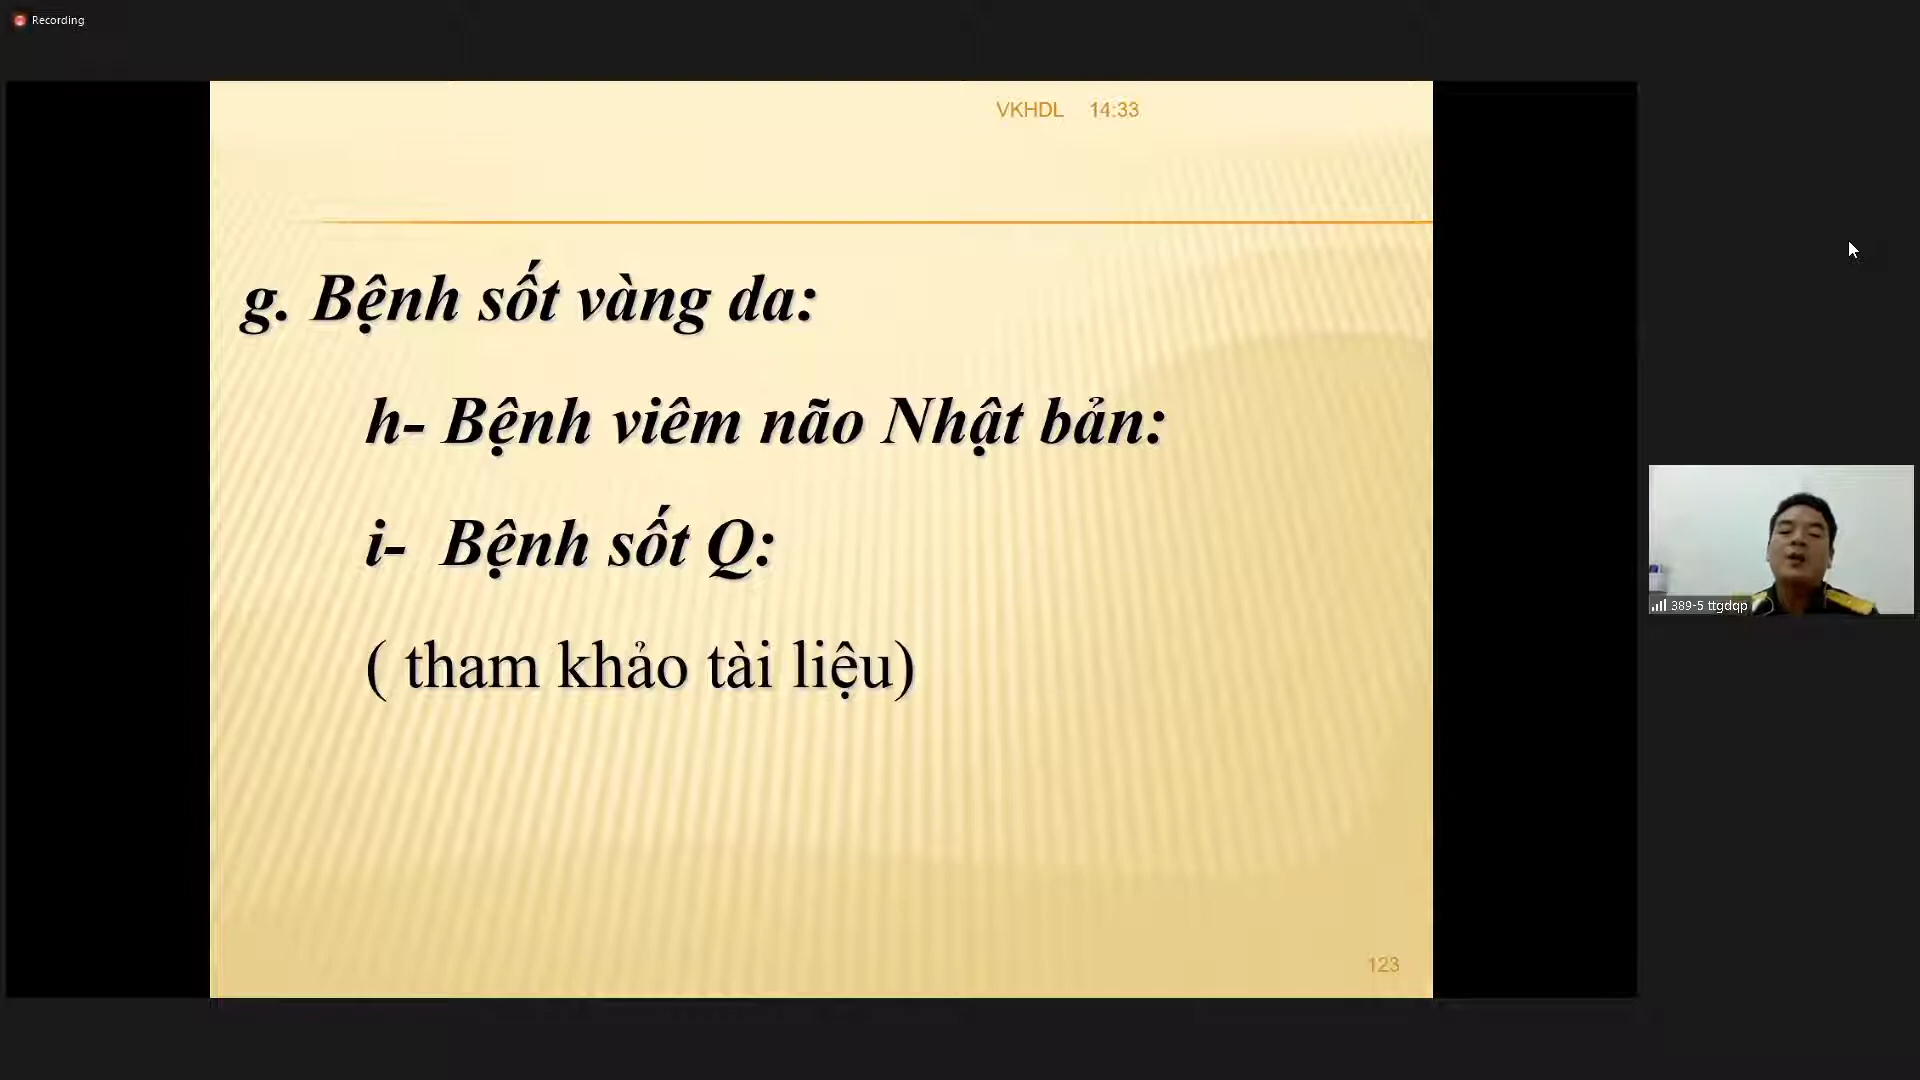 Recording
VKHDL 14:33
g. Bệnh sốt vàng da:
h- Bệnh viêm não Nhật bản:
i- Bệnh sốt Q:
( tham khảo tài liệu)
389-5 ttgdqp
123